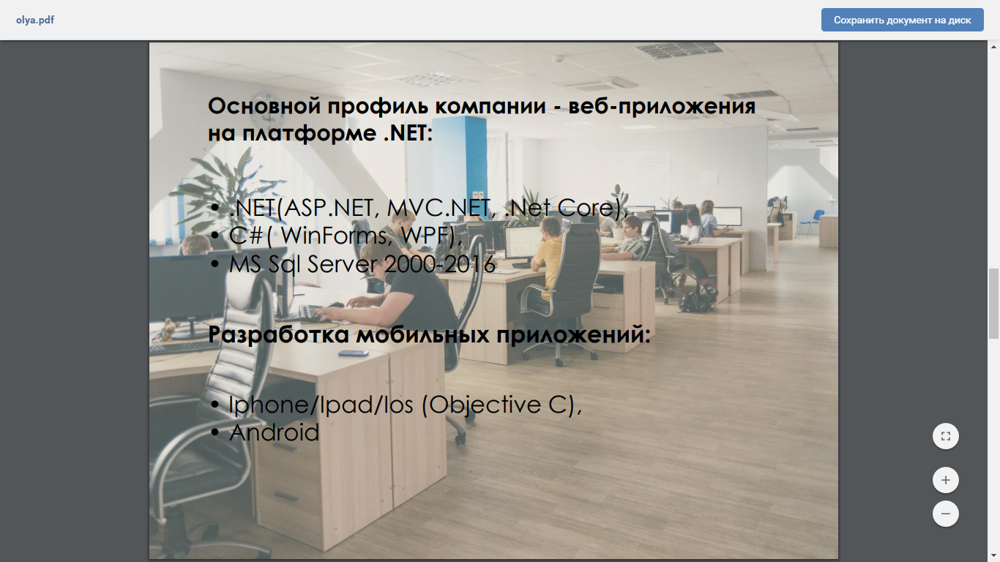 olya.pdf
Сохранить документ на диск
Основной профиль компании - веб-приложения
на платформе .NET:
• .NET(ASP.NET, MVC.NET, .Net Core),
• C#( WinForms, WPF),
• MS Sql Server 2000-2016
Разработка мобильных приложений:
• Iphone/Ipad/Ios (Objective C),
• Android